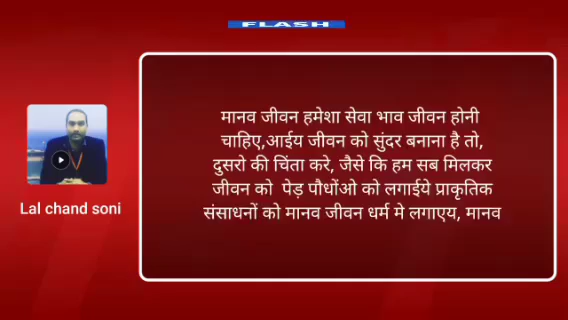 FLASH
मानव जीवन हमेशा सेवा भाव जीवन होनी
चाहिए,आईय जीवन को सुंदर बनाना है तो,
दुसरो की चिंता करे, जैसे कि हम सब मिलकर
जीवन को पेड़ पौधोंओ को लगाईये प्राकृतिक
संसाधनों को मानव जीवन धर्म मे लगाएय, मानव
Lal chand soni